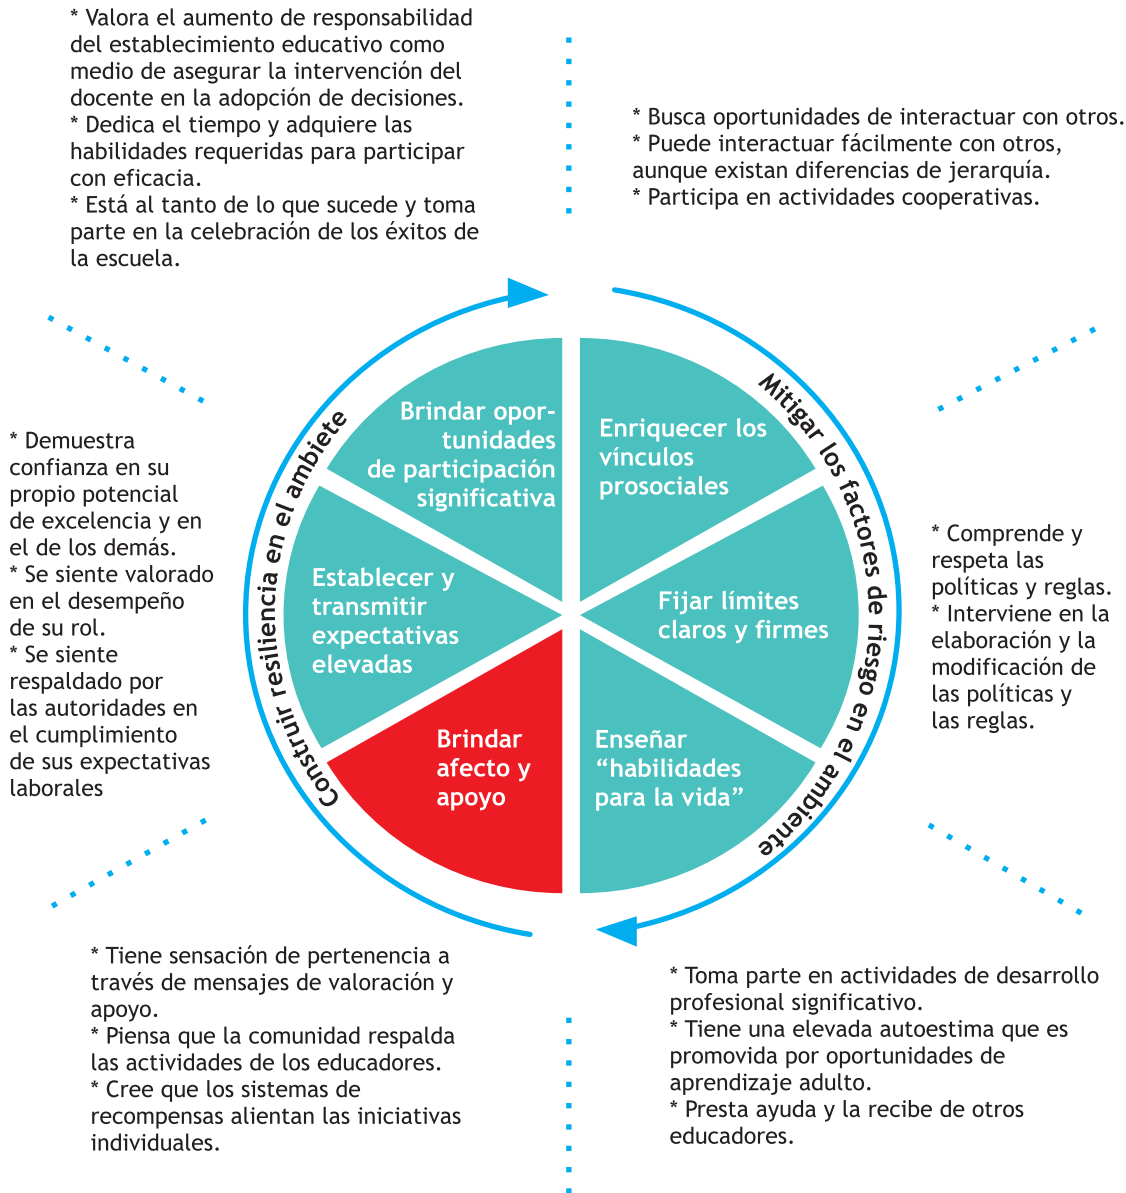 * Valora el aumento de responsabilidad
del establecimiento educativo como
medio de asegurar la intervención del
docente en la adopción de decisiones.
* Dedica el tiempo y adquiere las
habilidades requeridas para participar
con eficacia.
* Está al tanto de lo que sucede y toma
parte en la celebración de los éxitos de
la escuela.
* Busca oportunidades de interactuar con otros.
* Puede interactuar fácilmente con otros,
aunque existan diferencias de jerarquía.
* Participa en actividades cooperativas.
Construir resiliencia en el ambiete
Mitigar los factores de riesgo en el ambiente
Brindar opor-
tunidades
de participación
significativa
Enriquecer los
vínculos
prosociales
* Demuestra
confianza en su
propio potencial
de excelencia y en
el de los demás.
* Se siente valorado
en el desempeño
de su rol.
* Se siente
respaldado por
las autoridades en
el cumplimiento
de sus expectativas
laborales
Establecer y
transmitir
expectativas
elevadas
Fijar límites
claros y firmes
* Comprende y
respeta las
políticas y reglas.
* Interviene en la
elaboración y la
modificación de
las políticas y
las reglas.
Brindar
afecto y
apoyo
Enseñar
“habilidades
para la vida”
* Tiene sensación de pertenencia a
través de mensajes de valoración y
apoyo.
* Piensa que la comunidad respalda
las actividades de los educadores.
* Cree que los sistemas de
recompensas alientan las iniciativas
individuales.
* Toma parte en actividades de desarrollo
profesional significativo.
* Tiene una elevada autoestima que es
promovida por oportunidades de
aprendizaje adulto.
* Presta ayuda y la recibe de otros
educadores.